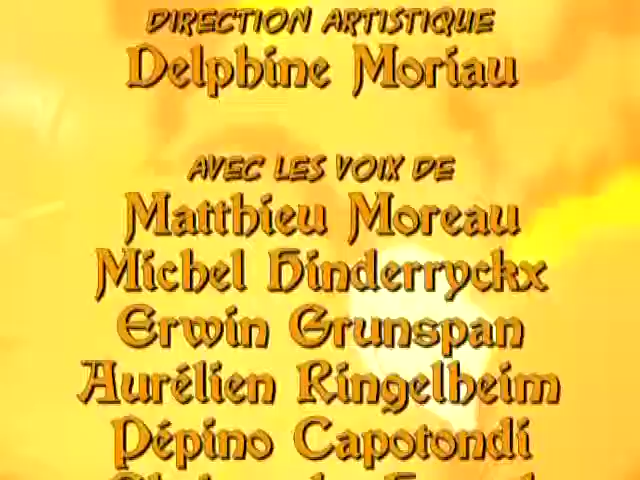 DIRECTION ARTISTIQUE
Delphine Moriau
AVEC LES VOIX DE
Matthieu Moreau
Michel Hinderryckx
Erwin Grunspan
Aurélien Ringelheim
Pépino Capotondi